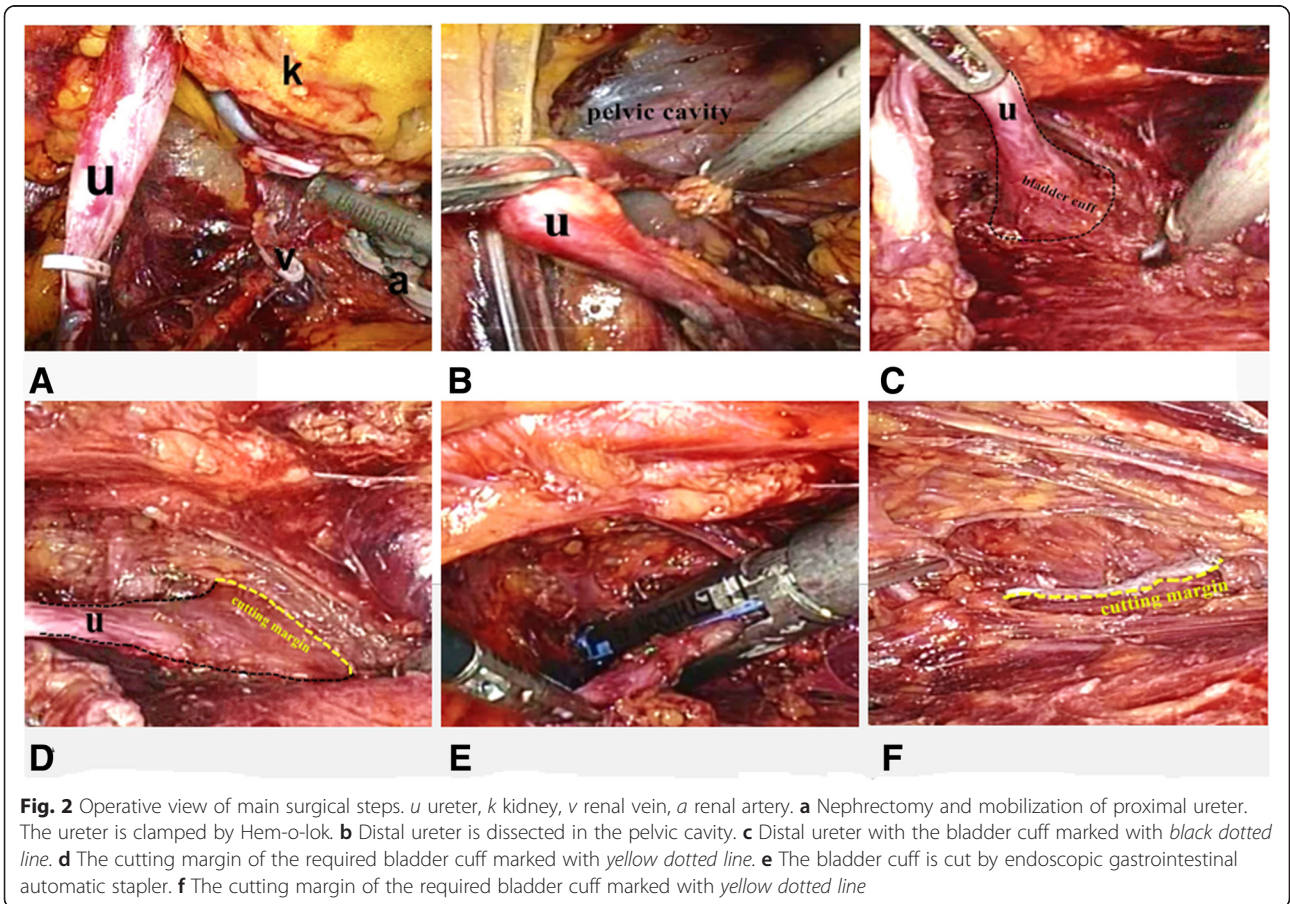 k
u
v
a
A
pelvic cavity
u
B
u
bladder cuff
C
u
cutting margin
D
E
cutting margin
F
Fig. 2 Operative view of main surgical steps. u ureter, k kidney, v renal vein, a renal artery. a Nephrectomy and mobilization of proximal ureter.
The ureter is clamped by Hem-o-lok. b Distal ureter is dissected in the pelvic cavity. c Distal ureter with the bladder cuff marked with black dotted
line. d The cutting margin of the required bladder cuff marked with yellow dotted line. e The bladder cuff is cut by endoscopic gastrointestinal
automatic stapler. f The cutting margin of the required bladder cuff marked with yellow dotted line